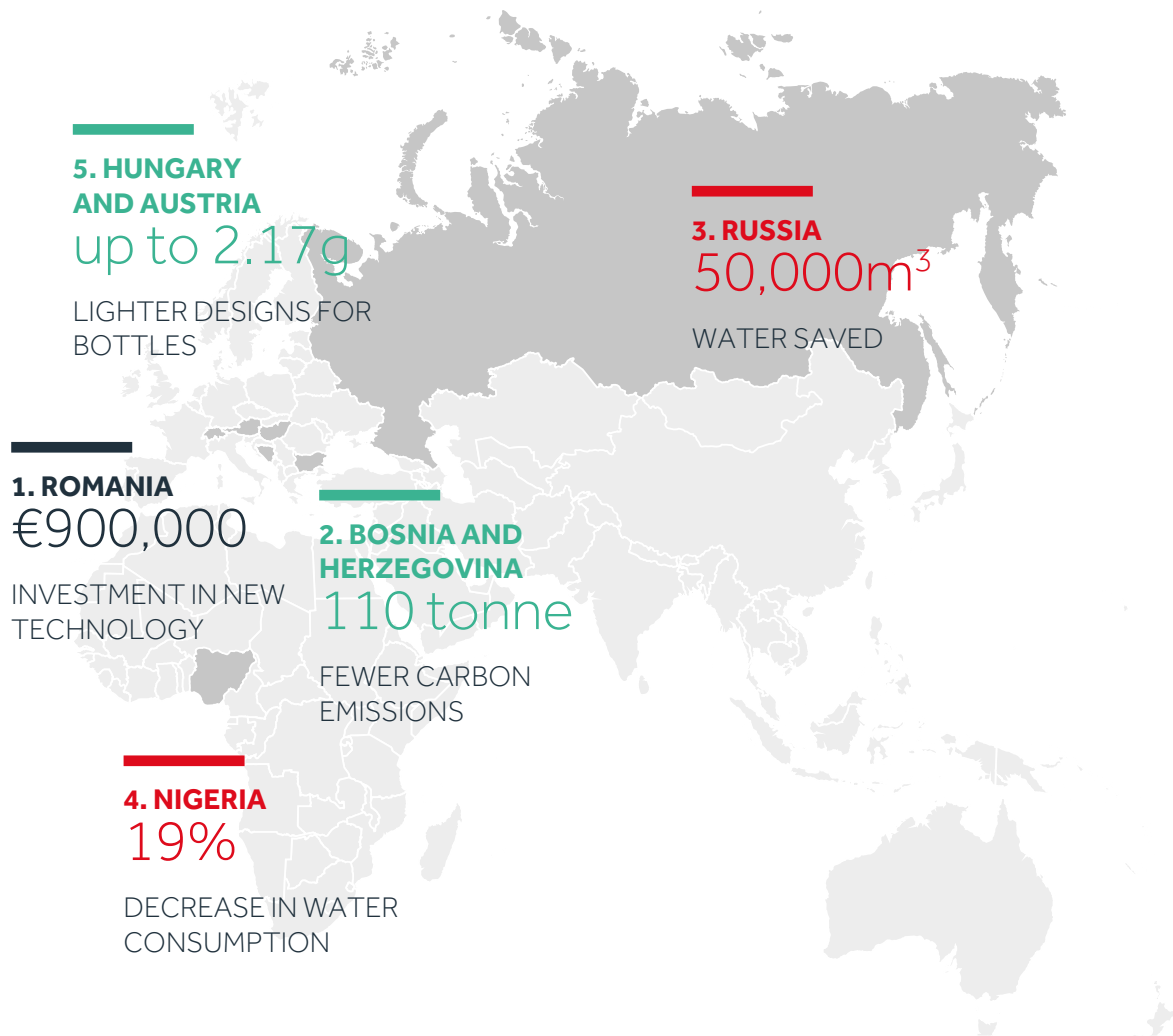 5. HUNGARY
AND AUSTRIA
up to 2.17g
LIGHTER DESIGNS FOR
BOTTLES
3. RUSSIA
50,000m³
WATER SAVED
1. ROMANIA
€900,000
INVESTMENT IN NEW
TECHNOLOGY
2. BOSNIA AND
HERZEGOVINA
110 tonne
FEWER CARBON
EMISSIONS
4. NIGERIA
19%
DECREASE IN WATER
CONSUMPTION